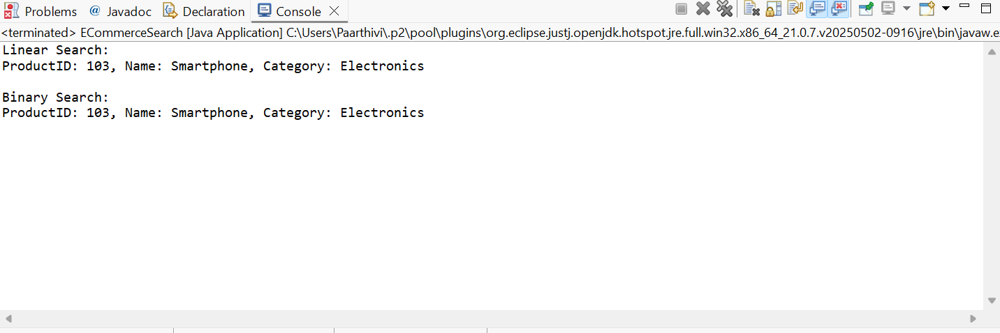 Problems @ Javadoc Declaration Console
<terminated> ECommerceSearch [Java Application] C:\Users\Paarthivi\.p2\pool\plugins\org.eclipse.justj.openjdk.hotspot.jre.full.win32.x86_64_21.0.7.v20250502-0916\jre\bin\javaw.e
Linear Search:
ProductID: 103, Name: Smartphone, Category: Electronics
Binary Search:
ProductID: 103, Name: Smartphone, Category: Electronics